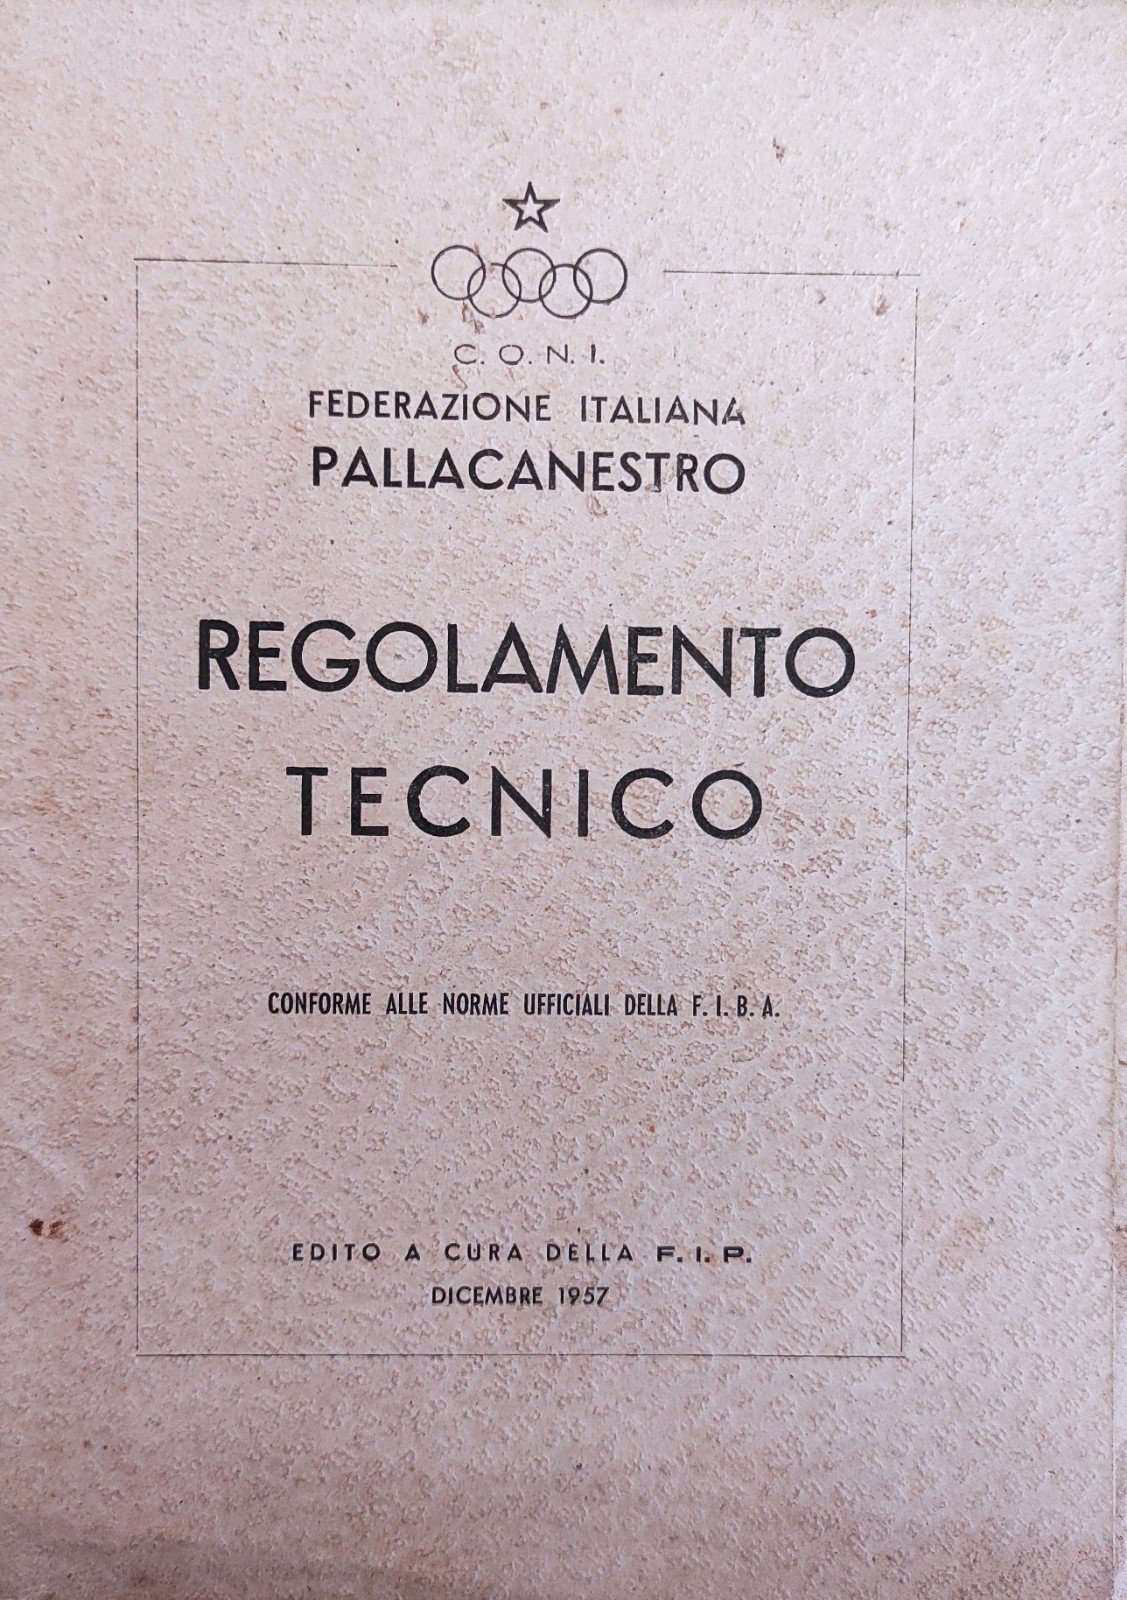 C. O. N. I.
FEDERAZIONE ITALIANA
PALLACANESTRO
REGOLAMENTO
TECNICO
CONFORME ALLE NORME UFFICIALI DELLA F. I. B. A.
EDITO A CURA DELLA F. I. P.
DICEMBRE 1957